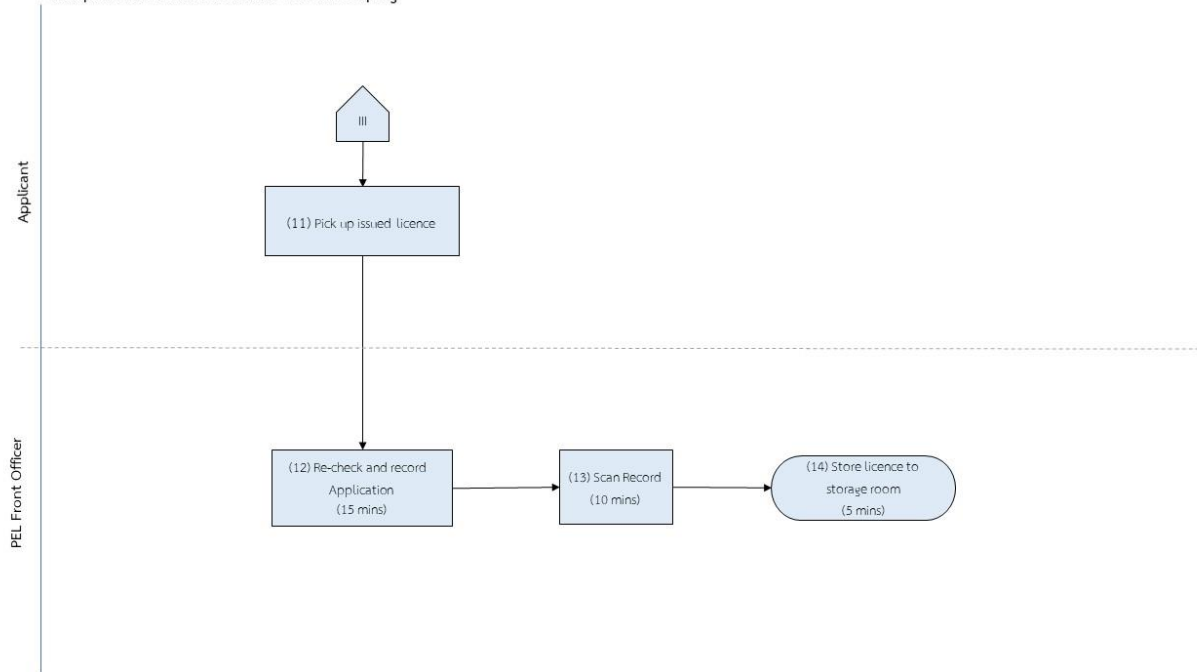 III
Applicant
(11) Pick up issued licence
PEL Front Officer
(12) Re-check and record
Application
(15 mins)
(13) Scan Record
(10 mins)
(14) Store licence to
storage room
(5 mins)